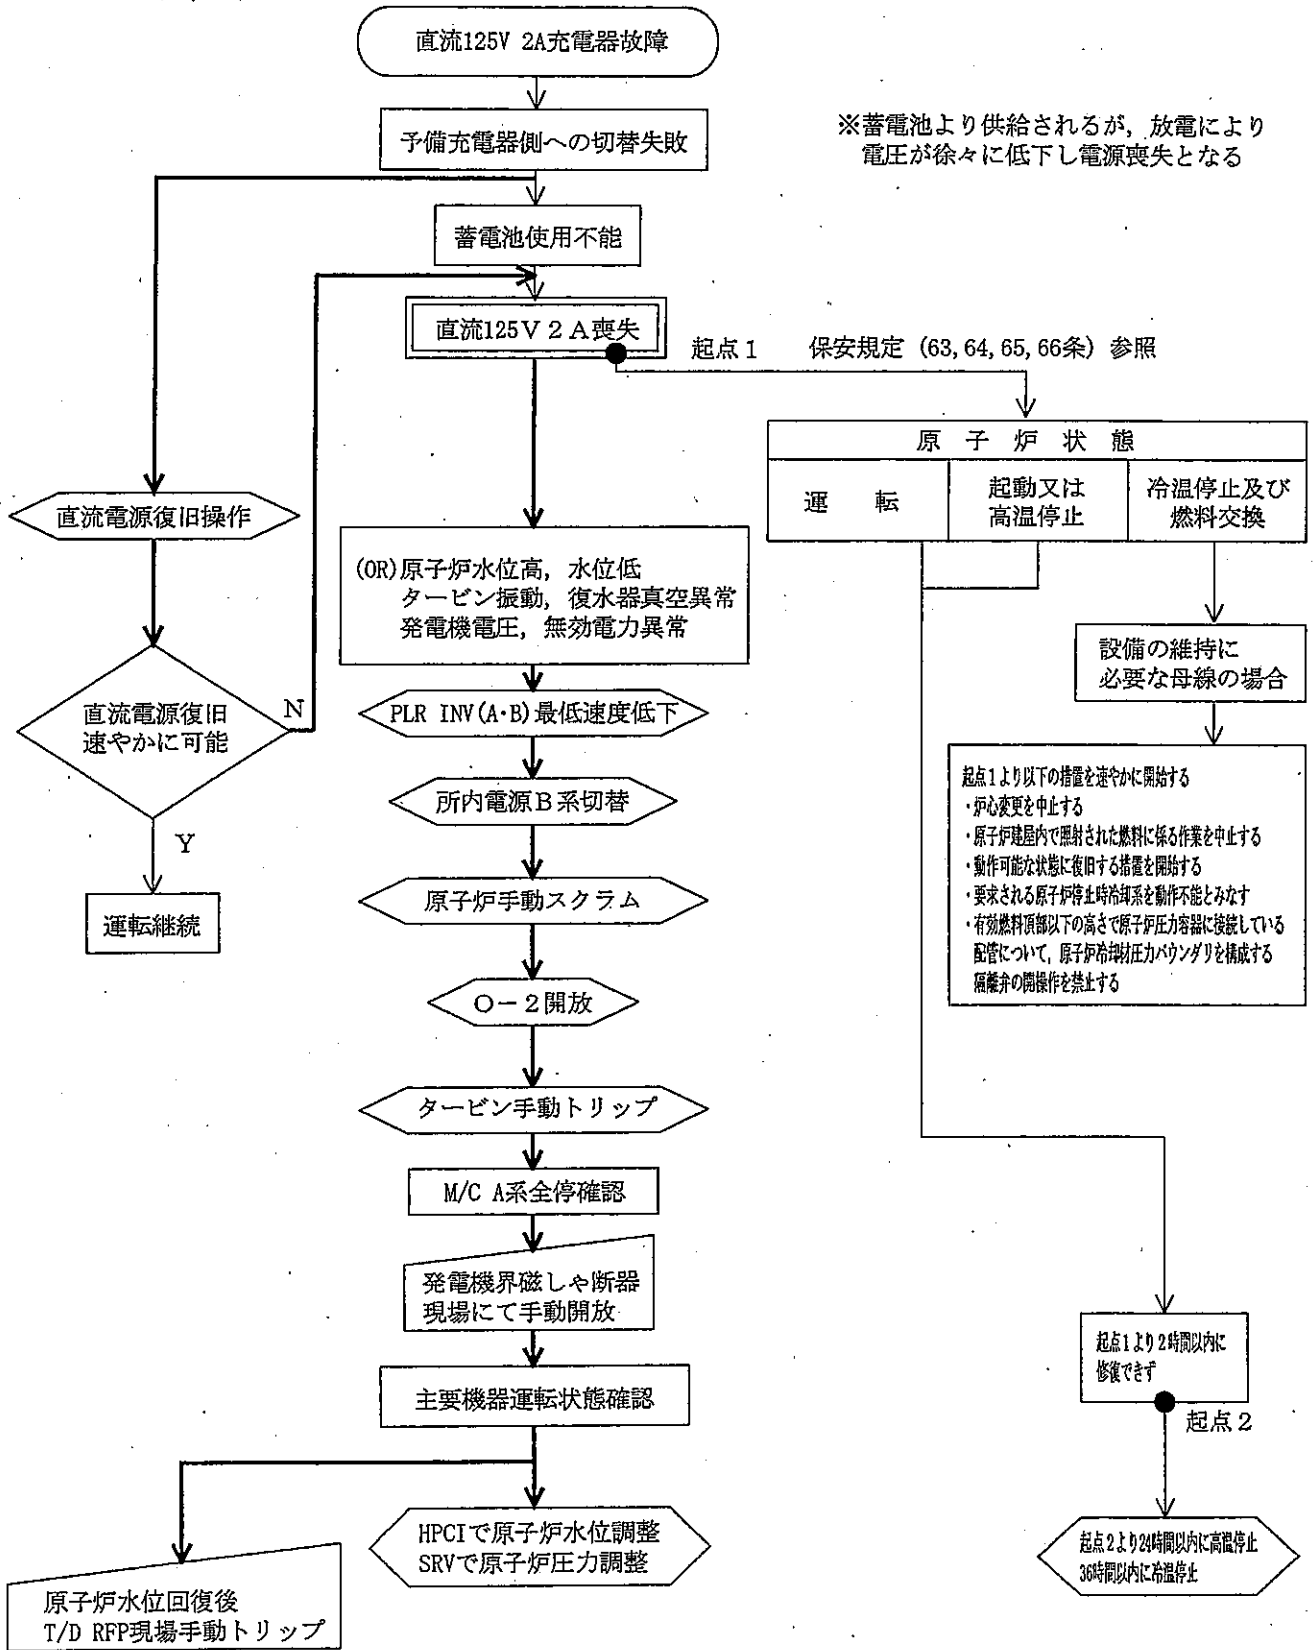 直流125V 2A充電器故障
予備充電器側への切替失敗
※蓄電池より供給されるが，放電により
電圧が徐々に低下し電源喪失となる
蓄電池使用不能
直流125V 2A喪失
起点1　保安規定 (63, 64, 65, 66条) 参照
原子炉状態
運転
起動又は
高温停止
冷温停止及び
燃料交換
直流電源復旧操作
(OR)原子炉水位高，水位低
タービン振動，復水器真空異常
発電機電圧，無効電力異常
設備の維持に
必要な母線の場合
直流電源復旧
速やかに可能
N
Y
運転継続
PLR INV(A・B)最低速度低下
所内電源B系切替
原子炉手動スクラム
O－2開放
タービン手動トリップ
M/C A系全停確認
発電機界磁しゃ断器
現場にて手動開放
主要機器運転状態確認
HPCIで原子炉水位調整
SRVで原子炉圧力調整
原子炉水位回復後
T/D RFP現場手動トリップ
起点1より以下の措置を速やかに開始する
・炉心変更を中止する
・原子炉建屋内で照射された燃料に係る作業を中止する
・動作可能な状態に復旧する措置を開始する
・要求される原子炉停止時冷却系を動作不能とみなす
・有効燃料頂部以下の高さで原子炉圧力容器に接続している
配管について，原子炉冷却材圧力バウンダリを構成する
隔離弁の開操作を禁止する
起点1より2時間以内に
修復できず
起点2
起点2より24時間以内に高温停止
36時間以内に冷温停止